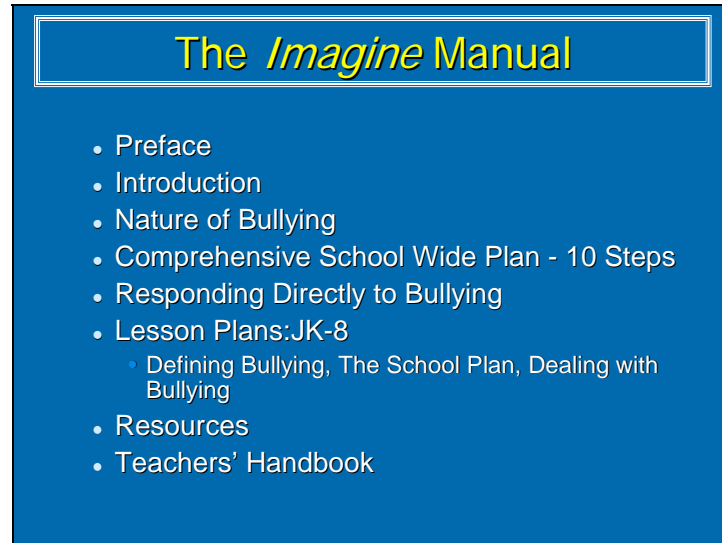 The Imagine Manual
• Preface
• Introduction
• Nature of Bullying
• Comprehensive School Wide Plan - 10 Steps
• Responding Directly to Bullying
• Lesson Plans:JK-8
• Defining Bullying, The School Plan, Dealing with
Bullying
• Resources
• Teachers’ Handbook